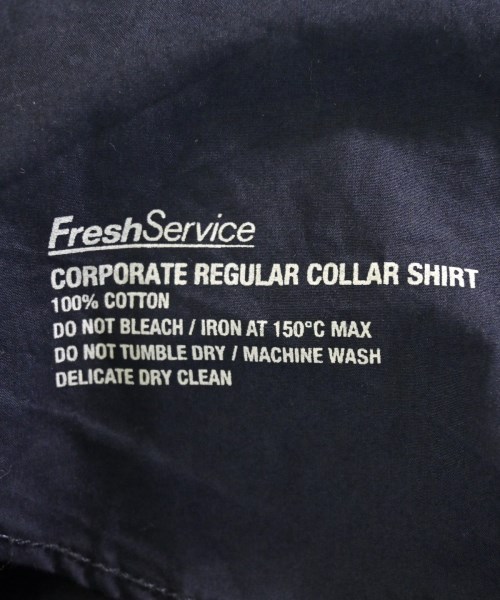 FreshService
CORPORATE REGULAR COLLAR SHIRT
100% COTTON
DO NOT BLEACH / IRON AT 150°C MAX
DO NOT TUMBLE DRY / MACHINE WASH
DELICATE DRY CLEAN